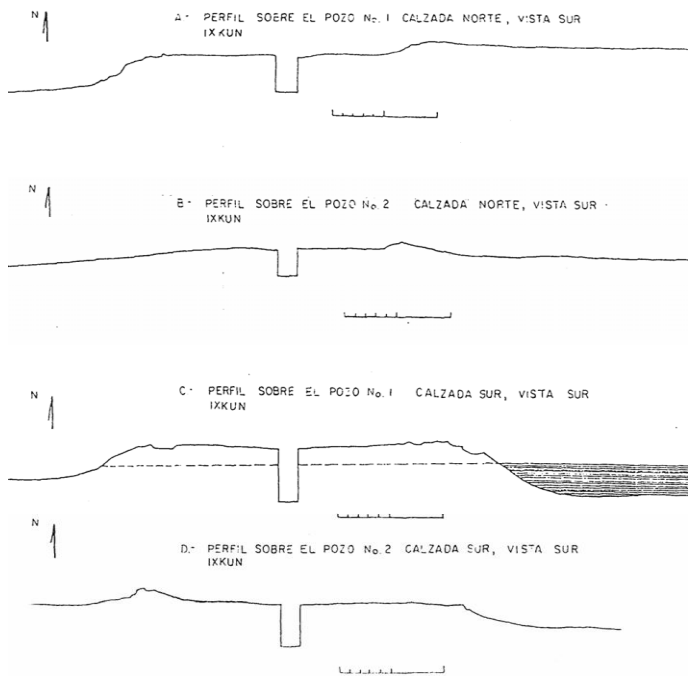 N
A- PERFIL SOBRE EL POZO No. 1 CALZADA NORTE, VISTA SUR
IXKUN
N
B- PERFIL SOBRE EL POZO No. 2 CALZADA NORTE, VISTA SUR
IXKUN
N
C- PERFIL SOBRE EL POZO No. 1 CALZADA SUR, VISTA SUR
IXKUN
N
D.- PERFIL SOBRE EL POZO No. 2 CALZADA SUR, VISTA SUR
IXKUN